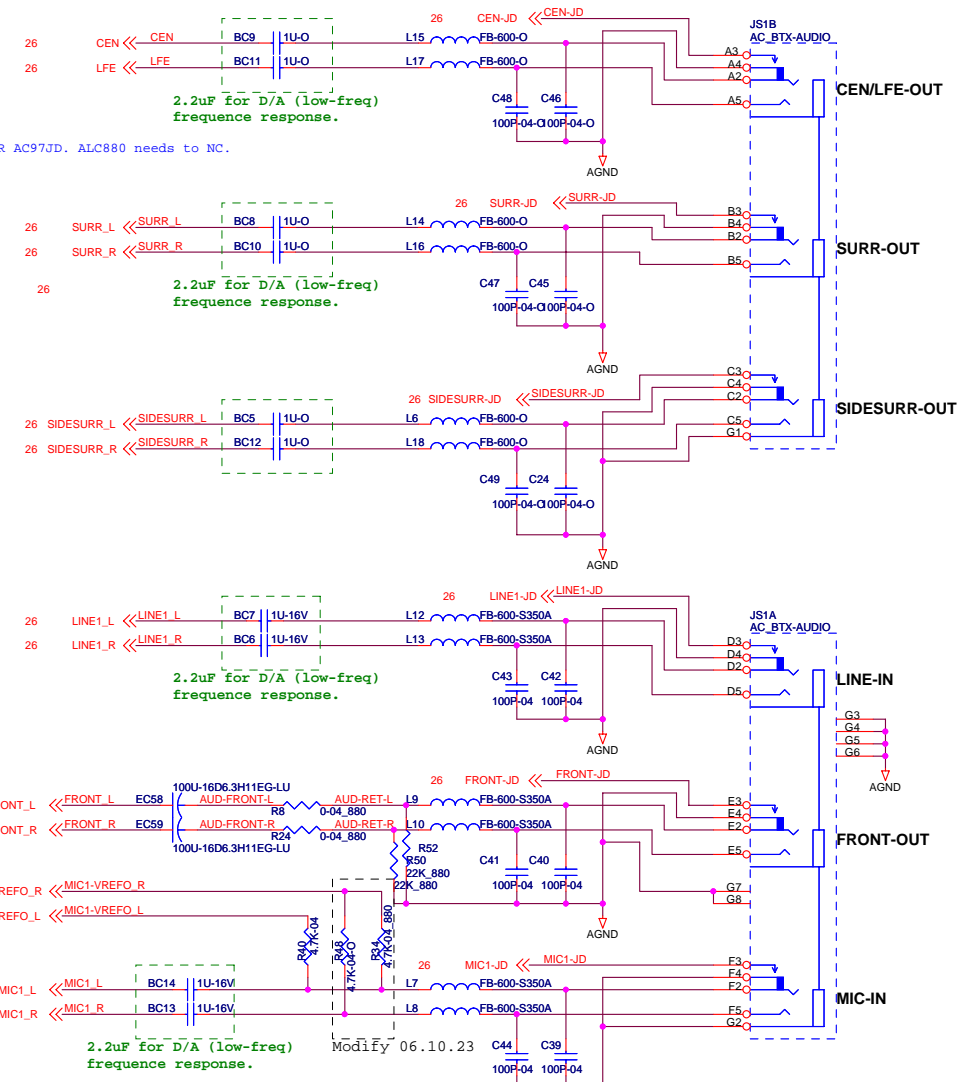 26 CEN-JD CEN-JD
JS1B
AC_BTX-AUDIO
26 CEN CEN BC9 1U-O L15 FB-600-O
26 LFE LFE BC11 1U-O L17 FB-600-O
A3
A4
A2
A5
CEN/LFE-OUT
2.2uF for D/A (low-freq)
frequence response.
C48 C46
100P-04-O 100P-04-O
R AC97JD. ALC880 needs to NC.
AGND
26 SURR-JD SURR-JD
26 SURR_L SURR_L BC8 1U-O L14 FB-600-O
26 SURR_R SURR_R BC10 1U-O L16 FB-600-O
B3
B4
B2
B5
SURR-OUT
26
2.2uF for D/A (low-freq)
frequence response.
C47 C45
100P-04-O 100P-04-O
AGND
26 SIDESURR-JD SIDESURR-JD
26 SIDESURR_L SIDESURR_L BC5 1U-O L6 FB-600-O
26 SIDESURR_R SIDESURR_R BC12 1U-O L18 FB-600-O
C3
C4
C2
C5
G1
SIDESURR-OUT
C49 C24
100P-04-O 100P-04-O
AGND
26 LINE1-JD LINE1-JD
JS1A
AC_BTX-AUDIO
26 LINE1_L LINE1_L BC7 1U-16V L12 FB-600-S350A
26 LINE1_R LINE1_R BC6 1U-16V L13 FB-600-S350A
D3
D4
D2
D5
LINE-IN
2.2uF for D/A (low-freq)
frequence response.
C43 C42
100P-04 100P-04
G3
G4
G5
G6
AGND
AGND
26 FRONT-JD FRONT-JD
100U-16D6.3H11EG-LU
ONT_L FRONT_L EC58 AUD-FRONT-L R8 0-04_880 AUD-RET-L L9 FB-600-S350A
ONT_R FRONT_R EC59 AUD-FRONT-R R24 0-04_880 AUD-RET-R L10 FB-600-S350A
100U-16D6.3H11EG-LU
E3
E4
E2
E5
G7
G8
FRONT-OUT
R52
R50
22K_880
22K_880
C41 C40
100P-04 100P-04
AGND
REFO_R MIC1-VREFO_R
REFO_L MIC1-VREFO_L
R40
4.7K-04
R48
4.7K-04-O
R34
4.7K-04_880
26 MIC1-JD MIC1-JD
MIC1_L MIC1_L BC14 1U-16V L7 FB-600-S350A
MIC1_R MIC1_R BC13 1U-16V L8 FB-600-S350A
F3
F4
F2
F5
G2
MIC-IN
2.2uF for D/A (low-freq)
frequence response.
Modify 06.10.23
C44 C39
100P-04 100P-04